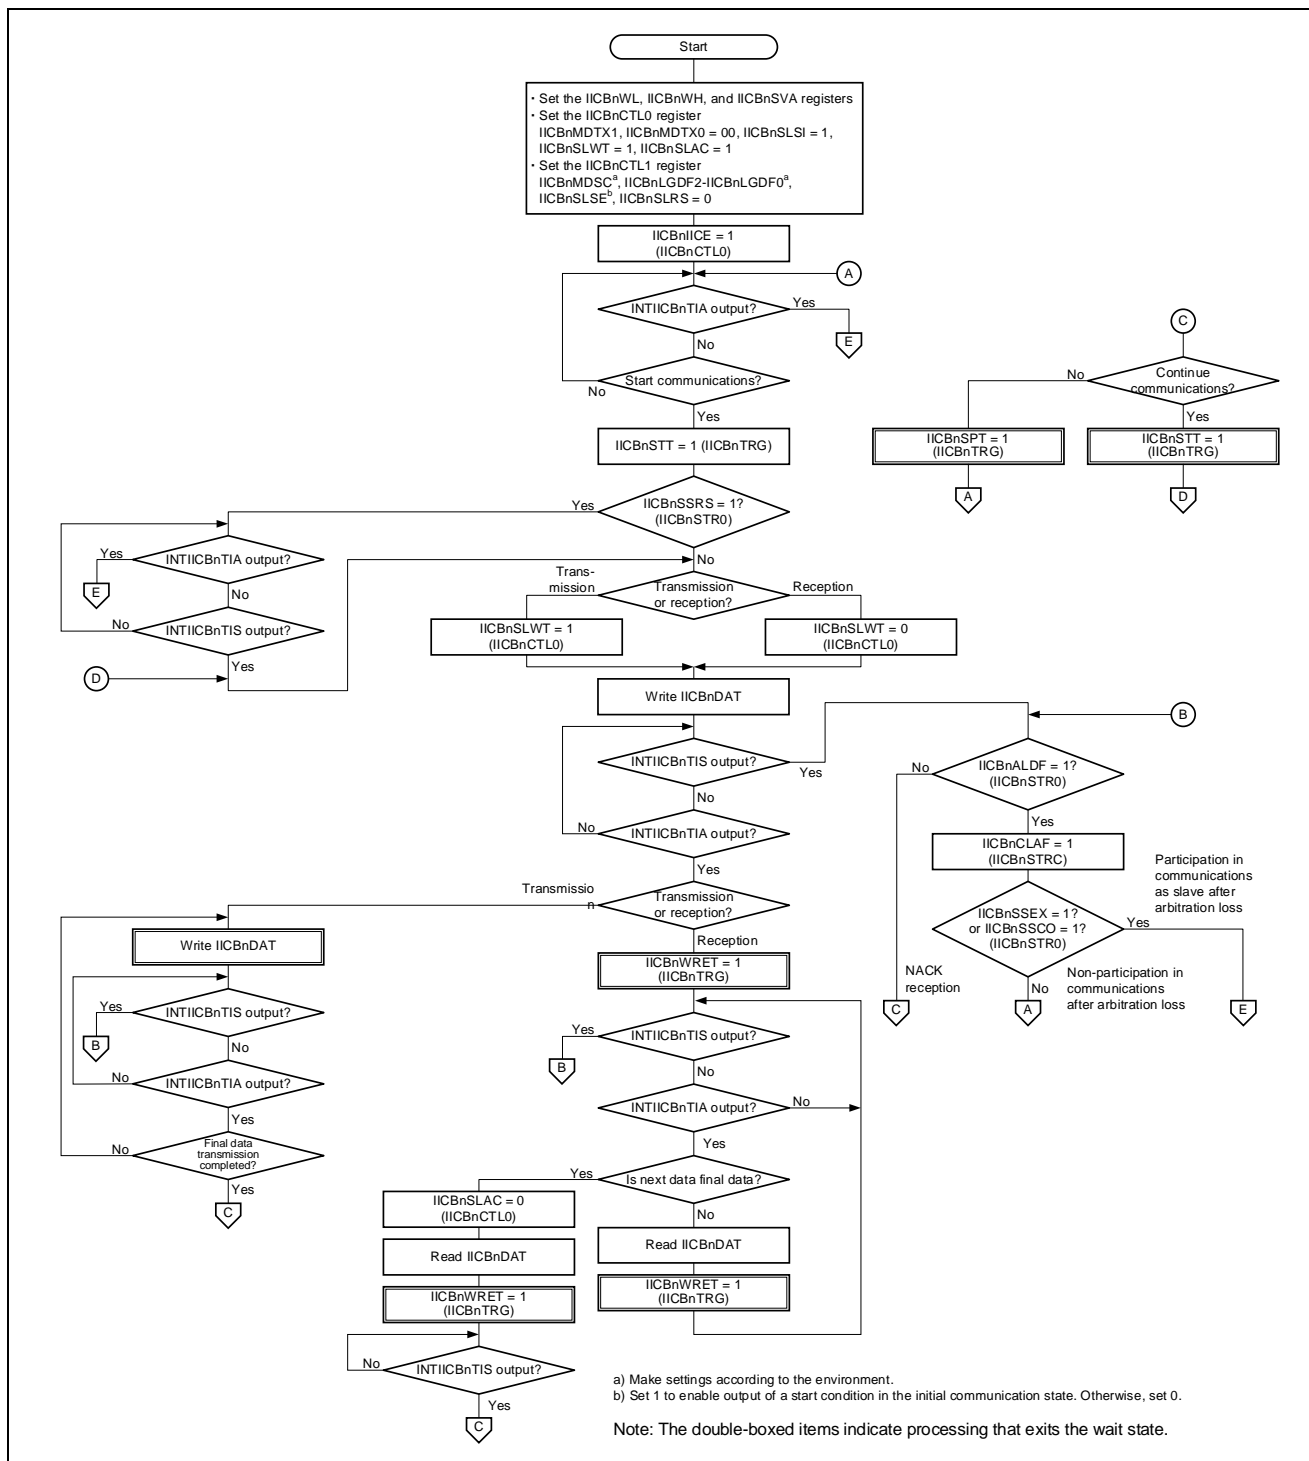 Start
・Set the IICBnWL, IICBnWH, and IICBnSVA registers
・Set the IICBnCTL0 register
IICBnMDTX1, IICBnMDTX0 = 00, IICBnSLSI = 1,
IICBnSLWT = 1, IICBnSLAC = 1
・Set the IICBnCTL1 register
IICBnMDSCa, IICBnLGDF2-IICBnLGDF0a,
IICBnSLSEb, IICBnSLRS = 0
IICBnIICE = 1
(IICBnCTL0)
A
INTIICBnTIA output?
Yes
E
No
Start communications?
No
Yes
IICBnSTT = 1 (IICBnTRG)
C
Continue
communications?
No
Yes
IICBnSPT = 1
(IICBnTRG)
IICBnSTT = 1
(IICBnTRG)
A
D
IICBnSSRS = 1?
(IICBnSTR0)
Yes
No
INTIICBnTIA output?
Yes
E
No
INTIICBnTIS output?
No
Yes
D
Trans-
mission
Transmission
or reception?
Reception
IICBnSLWT = 1
(IICBnCTL0)
IICBnSLWT = 0
(IICBnCTL0)
Write IICBnDAT
INTIICBnTIS output?
Yes
No
INTIICBnTIA output?
No
Yes
B
IICBnALDF = 1?
(IICBnSTR0)
No
Yes
IICBnCLAF = 1
(IICBnSTRC)
IICBnSSEX = 1?
or IICBnSSCO = 1?
(IICBnSTR0)
Participation in
communications
as slave after
arbitration loss
Yes
No
NACK
reception
Non-participation in
communications
after arbitration loss
C
A
E
Transmissio
n
Transmission
or reception?
Reception
Write IICBnDAT
INTIICBnTIS output?
Yes
B
No
INTIICBnTIA output?
No
Yes
Final data
transmission
completed?
No
Yes
C
IICBnWRET = 1
(IICBnTRG)
INTIICBnTIS output?
Yes
B
No
INTIICBnTIA output?
No
Yes
Is next data final data?
Yes
No
IICBnSLAC = 0
(IICBnCTL0)
Read IICBnDAT
IICBnWRET = 1
(IICBnTRG)
Read IICBnDAT
IICBnWRET = 1
(IICBnTRG)
INTIICBnTIS output?
No
Yes
C
a) Make settings according to the environment.
b) Set 1 to enable output of a start condition in the initial communication state. Otherwise, set 0.
Note: The double-boxed items indicate processing that exits the wait state.